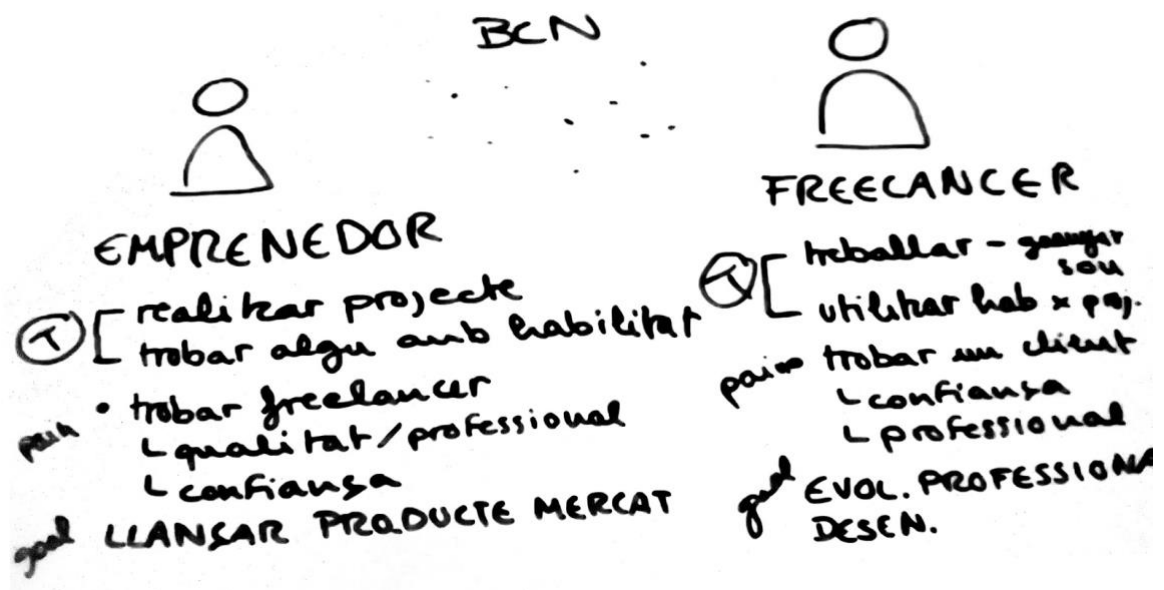 BCN
EMPRENEDOR
T
realitzar projecte
trobar algu amb habilitat
pain
• trobar freelancer
└ qualitat / professional
└ confiansa
goal LLANSAR PRODUCTE MERCAT
FREELANCER
T
treballar - guanyar
sou
utilitzar hab x proj.
pain trobar un client
└ confiansa
└ professional
goal EVOL. PROFESSIONA
DESEN.